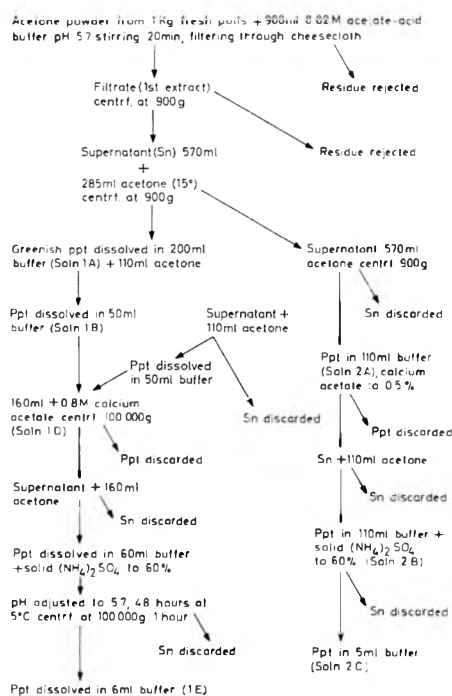 Acetone powder from 1 Kg fresh pulls + 900ml 0.02M acetate-acid
buffer pH 5.7 stirring 20min, filtering through cheesecloth
Residue rejected
Filtrate (1st extract)
centrf. at 900g
Residue rejected
Supernatant (Sn) 570ml
+
285ml acetone (15°)
centrf. at 900g
Greenish ppt dissolved in 200ml
buffer (Soln 1A) + 110ml acetone
Supernatant 570ml
acetone centrf 900g
Sn discarded
Ppt dissolved in 50ml
buffer (Soln 1B)
Supernatant +
110ml acetone
Ppt dissolved
in 50ml buffer
Sn discarded
Ppt in 110ml buffer
(Soln 2A), calcium
acetate to 0.5%
Ppt discarded
160ml + 0.8M calcium
acetate centrf 100 000g
(Soln 1D)
Ppt discarded
Sn + 110ml acetone
Sn discarded
Supernatant + 160ml
acetone
Sn discarded
Ppt in 110ml buffer +
solid (NH4)2SO4
to 60% (Soln 2B)
Sn discarded
Ppt dissolved in 60ml buffer
+ solid (NH4)2SO4 to 60%
pH adjusted to 5.7, 48 hours at
5°C centrf at 100 000g 1 hour
Sn discarded
Ppt in 5ml buffer
(Soln 2C)
Ppt dissolved in 6ml buffer (1E)